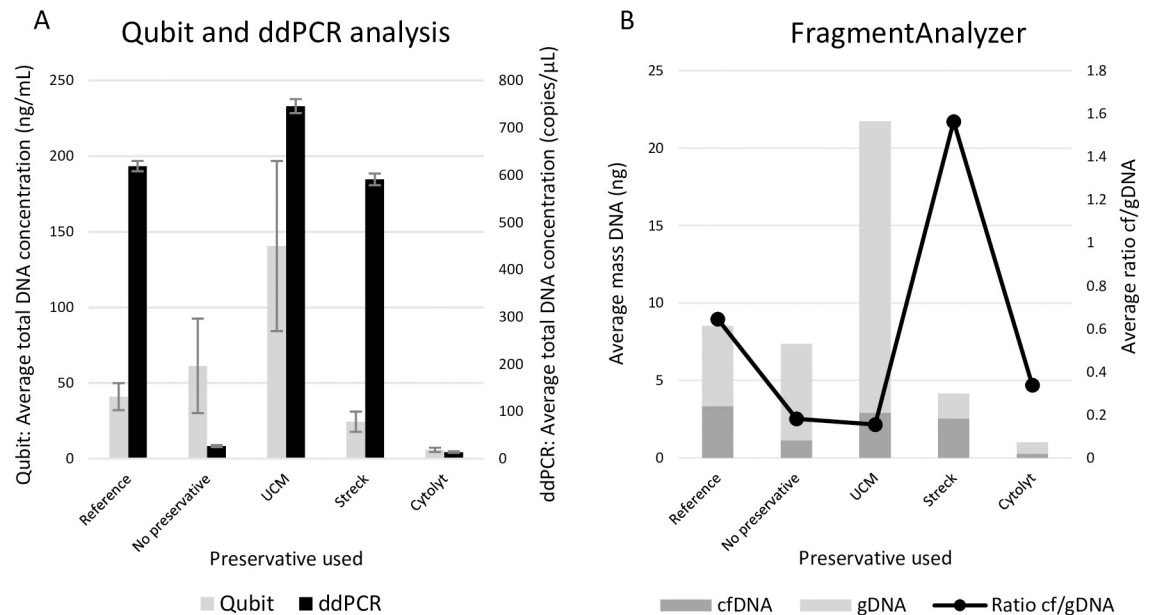 A
Qubit and ddPCR analysis
Qubit: Average total DNA concentration (ng/mL)
250
200
150
100
50
0
800
700
600
500
400
300
200
100
0
ddPCR: Average total DNA concentration (copies/µL)
Reference
No preservative
UCM
Streck
Cytolyt
Preservative used
Qubit
ddPCR
B
FragmentAnalyzer
Average mass DNA (ng)
25
20
15
10
5
0
1.8
1.6
1.4
1.2
1
0.8
0.6
0.4
0.2
0
Average ratio cf/gDNA
Reference
No preservative
UCM
Streck
Cytolyt
Preservative used
cfDNA
gDNA
Ratio cf/gDNA